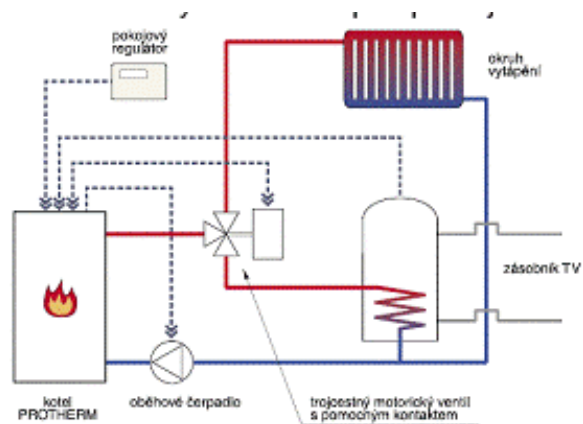 pokojový
regulátor
okruh
vytápění
zásobník TV
kotel
PROTHERM
oběhové čerpadlo
trojcestný motorický ventil
s pomocným kontaktem